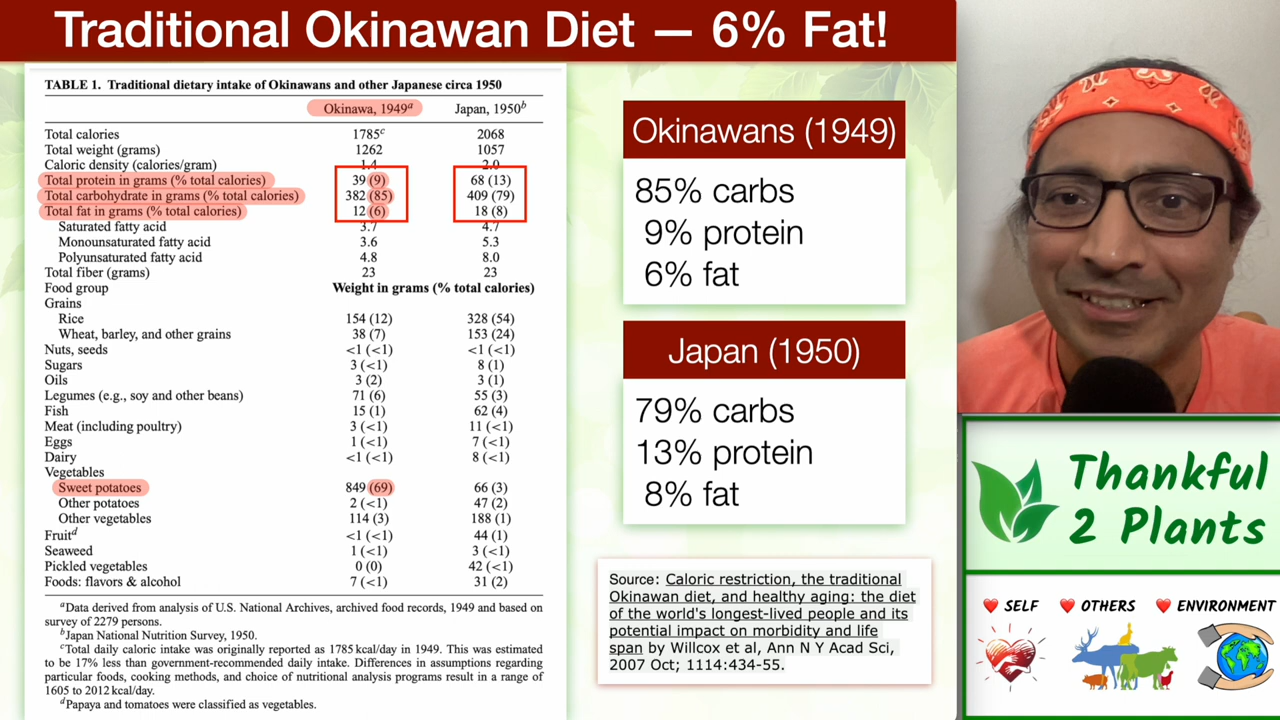 Traditional Okinawan Diet — 6% Fat!
TABLE 1. Traditional dietary intake of Okinawans and other Japanese circa 1950
Okinawa, 1949a Japan, 1950b
Total calories 1785c 2068
Total weight (grams) 1262 1057
Caloric density (calories/gram) 1.4 2.0
Total protein in grams (% total calories) 39 (9) 68 (13)
Total carbohydrate in grams (% total calories) 382 (85) 409 (79)
Total fat in grams (% total calories) 12 (6) 18 (8)
Saturated fatty acid 3.7 4.7
Monounsaturated fatty acid 3.6 5.3
Polyunsaturated fatty acid 4.8 8.0
Total fiber (grams) 23 23
Food group Weight in grams (% total calories)
Grains
Rice 154 (12) 328 (54)
Wheat, barley, and other grains 38 (7) 153 (24)
Nuts, seeds <1 (<1) <1 (<1)
Sugars 3 (<1) 8 (1)
Oils 3 (2) 3 (1)
Legumes (e.g., soy and other beans) 71 (6) 55 (3)
Fish 15 (1) 62 (4)
Meat (including poultry) 3 (<1) 11 (<1)
Eggs 1 (<1) 7 (<1)
Dairy <1 (<1) 8 (<1)
Vegetables
Sweet potatoes 849 (69) 66 (3)
Other potatoes 2 (<1) 47 (2)
Other vegetables 114 (3) 188 (1)
Fruitd <1 (<1) 44 (1)
Seaweed 1 (<1) 3 (<1)
Pickled vegetables 0 (0) 42 (<1)
Foods: flavors & alcohol 7 (<1) 31 (2)
aData derived from analysis of U.S. National Archives, archived food records, 1949 and based on
survey of 2279 persons.
bJapan National Nutrition Survey, 1950.
cTotal daily caloric intake was originally reported as 1785 kcal/day in 1949. This was estimated
to be 17% less than government-recommended daily intake. Differences in assumptions regarding
particular foods, cooking methods, and choice of nutritional analysis programs result in a range of
1605 to 2012 kcal/day.
dPapaya and tomatoes were classified as vegetables.
Okinawans (1949)
85% carbs
9% protein
6% fat
Japan (1950)
79% carbs
13% protein
8% fat
Source: Caloric restriction, the traditional
Okinawan diet, and healthy aging: the diet
of the world's longest-lived people and its
potential impact on morbidity and life
span by Willcox et al, Ann N Y Acad Sci,
2007 Oct; 1114:434-55.
Thankful
2 Plants
SELF OTHERS ENVIRONMENT